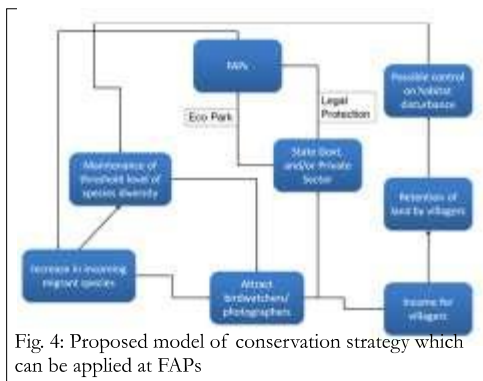 FAPs
Possible control
on habitat
disturbance
Legal
Protection
Eco Park
State Govt.
and/or Private
Sector
Maintenance of
threshold level of
species diversity
Retention of
land by villagers
Increase in incoming
migrant species
Attract
birdwatchers/
photographers
Income for
villagers
Fig. 4: Proposed model of conservation strategy which
can be applied at FAPs